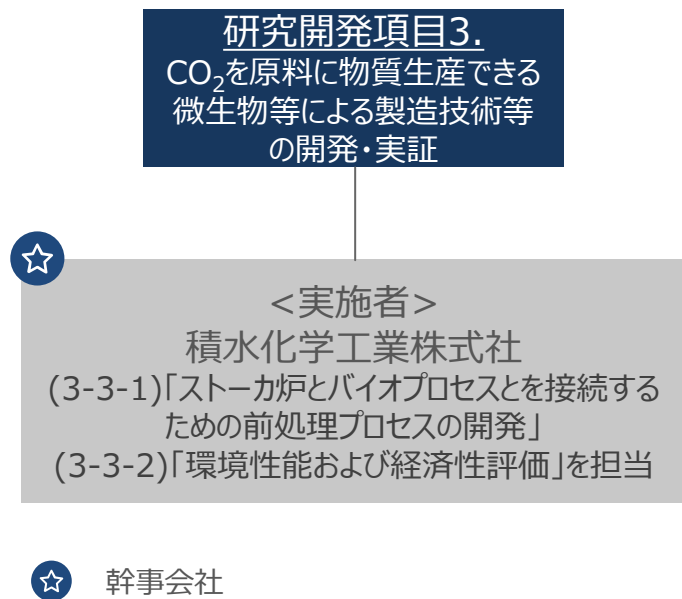 研究開発項目3.
CO₂を原料に物質生産できる
微生物等による製造技術等
の開発・実証
<実施者>
積水化学工業株式会社
(3-3-1)「ストーカ炉とバイオプロセスとを接続する
ための前処理プロセスの開発」
(3-3-2)「環境性能および経済性評価」を担当
幹事会社